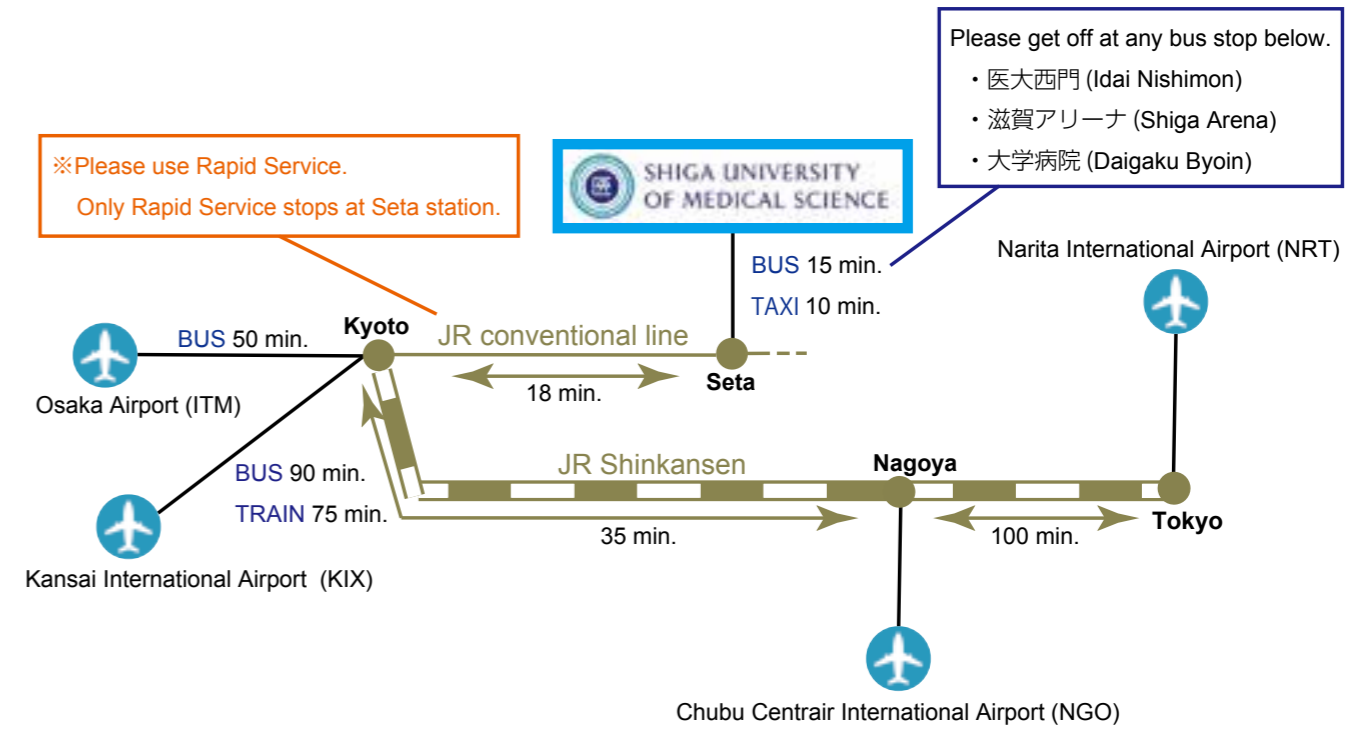 Please get off at any bus stop below.
・医大西門 (Idai Nishimon)
・滋賀アリーナ (Shiga Arena)
・大学病院 (Daigaku Byoin)
※Please use Rapid Service.
Only Rapid Service stops at Seta station.
SHIGA UNIVERSITY
OF MEDICAL SCIENCE
BUS 15 min.
TAXI 10 min.
Narita International Airport (NRT)
BUS 50 min.
Kyoto
JR conventional line
18 min.
Seta
Osaka Airport (ITM)
BUS 90 min.
TRAIN 75 min.
JR Shinkansen
Nagoya
35 min.
100 min.
Tokyo
Kansai International Airport (KIX)
Chubu Centrair International Airport (NGO)